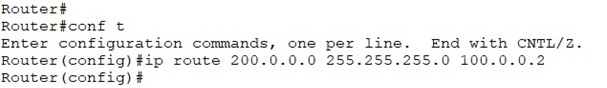 Router#
Router#conf t
Enter configuration commands, one per line.  End with CNTL/Z.
Router(config)#ip route 200.0.0.0 255.255.255.0 100.0.0.2
Router(config)#